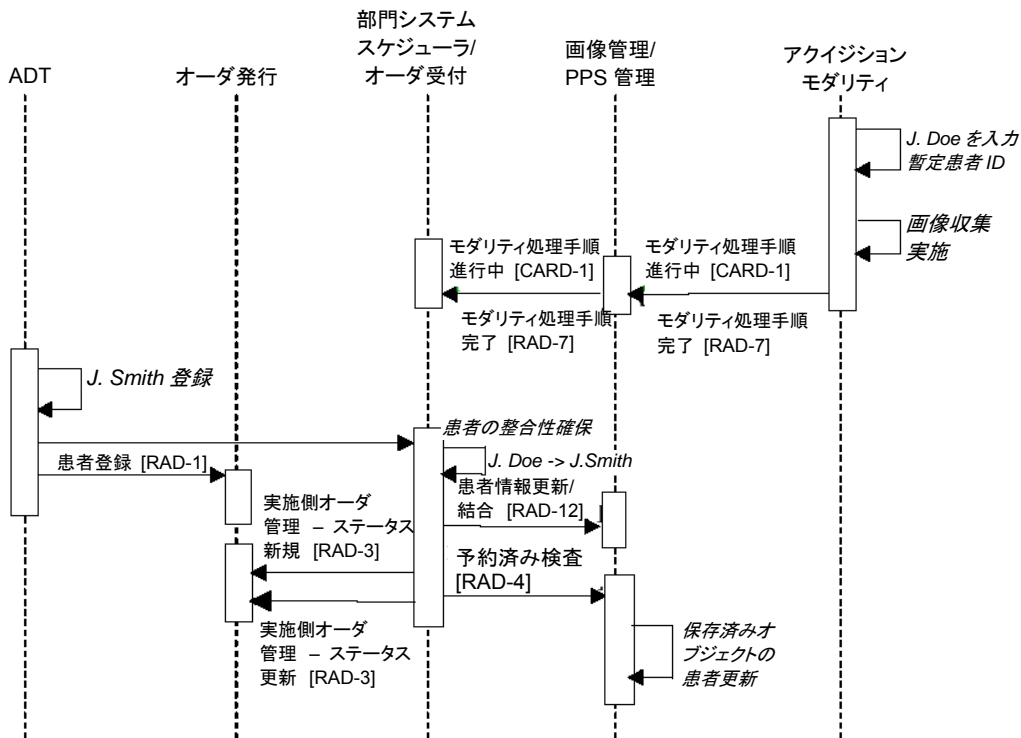 ADT
オーダ発行
部門システム
スケジューラ/
オーダ受付
画像管理/
PPS 管理
アクイジション
モダリティ
J. Doe を入力
暫定患者 ID
画像収集
実施
モダリティ処理手順
進行中 [CARD-1]
モダリティ処理手順
進行中 [CARD-1]
モダリティ処理手順
完了 [RAD-7]
モダリティ処理手順
完了 [RAD-7]
J. Smith 登録
患者の整合性確保
患者登録 [RAD-1]
J. Doe -> J.Smith
患者情報更新/
結合 [RAD-12]
実施側オーダ
管理 – ステータス
新規 [RAD-3]
予約済み検査
[RAD-4]
実施側オーダ
管理 – ステータス
更新 [RAD-3]
保存済みオ
ブジェクトの
患者更新